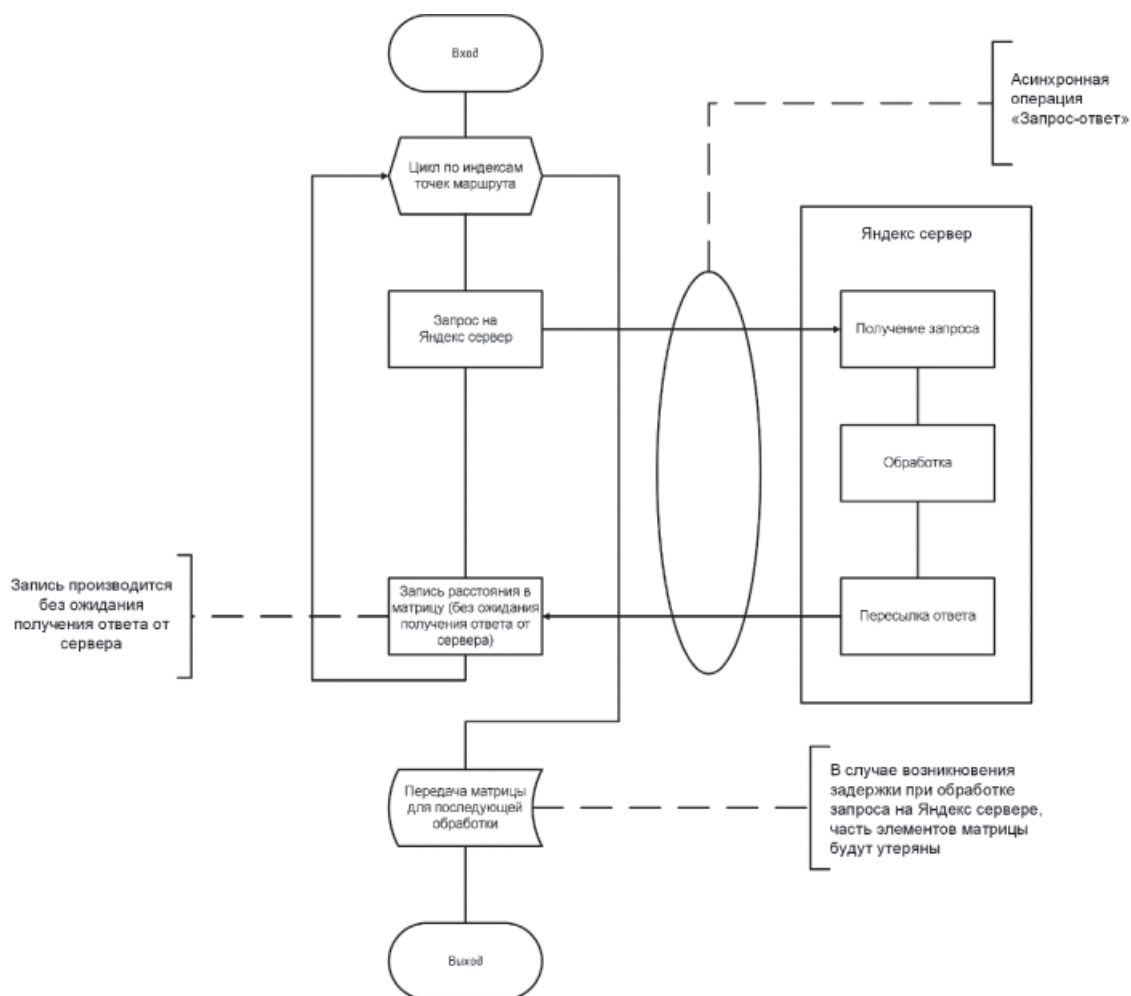 Вход
Асинхронная
операция
«Запрос-ответ»
Цикл по индексам
точек маршрута
Яндекс сервер
Запрос на
Яндекс сервер
Получение запроса
Обработка
Запись производится
без ожидания
получения ответа от
сервера
Запись расстояния в
матрицу (без ожидания
получения ответа от
сервера)
Пересылка ответа
Передача матрицы
для последующей
обработки
В случае возникновения
задержки при обработке
запроса на Яндекс сервере,
часть элементов матрицы
будут утеряны
Выход